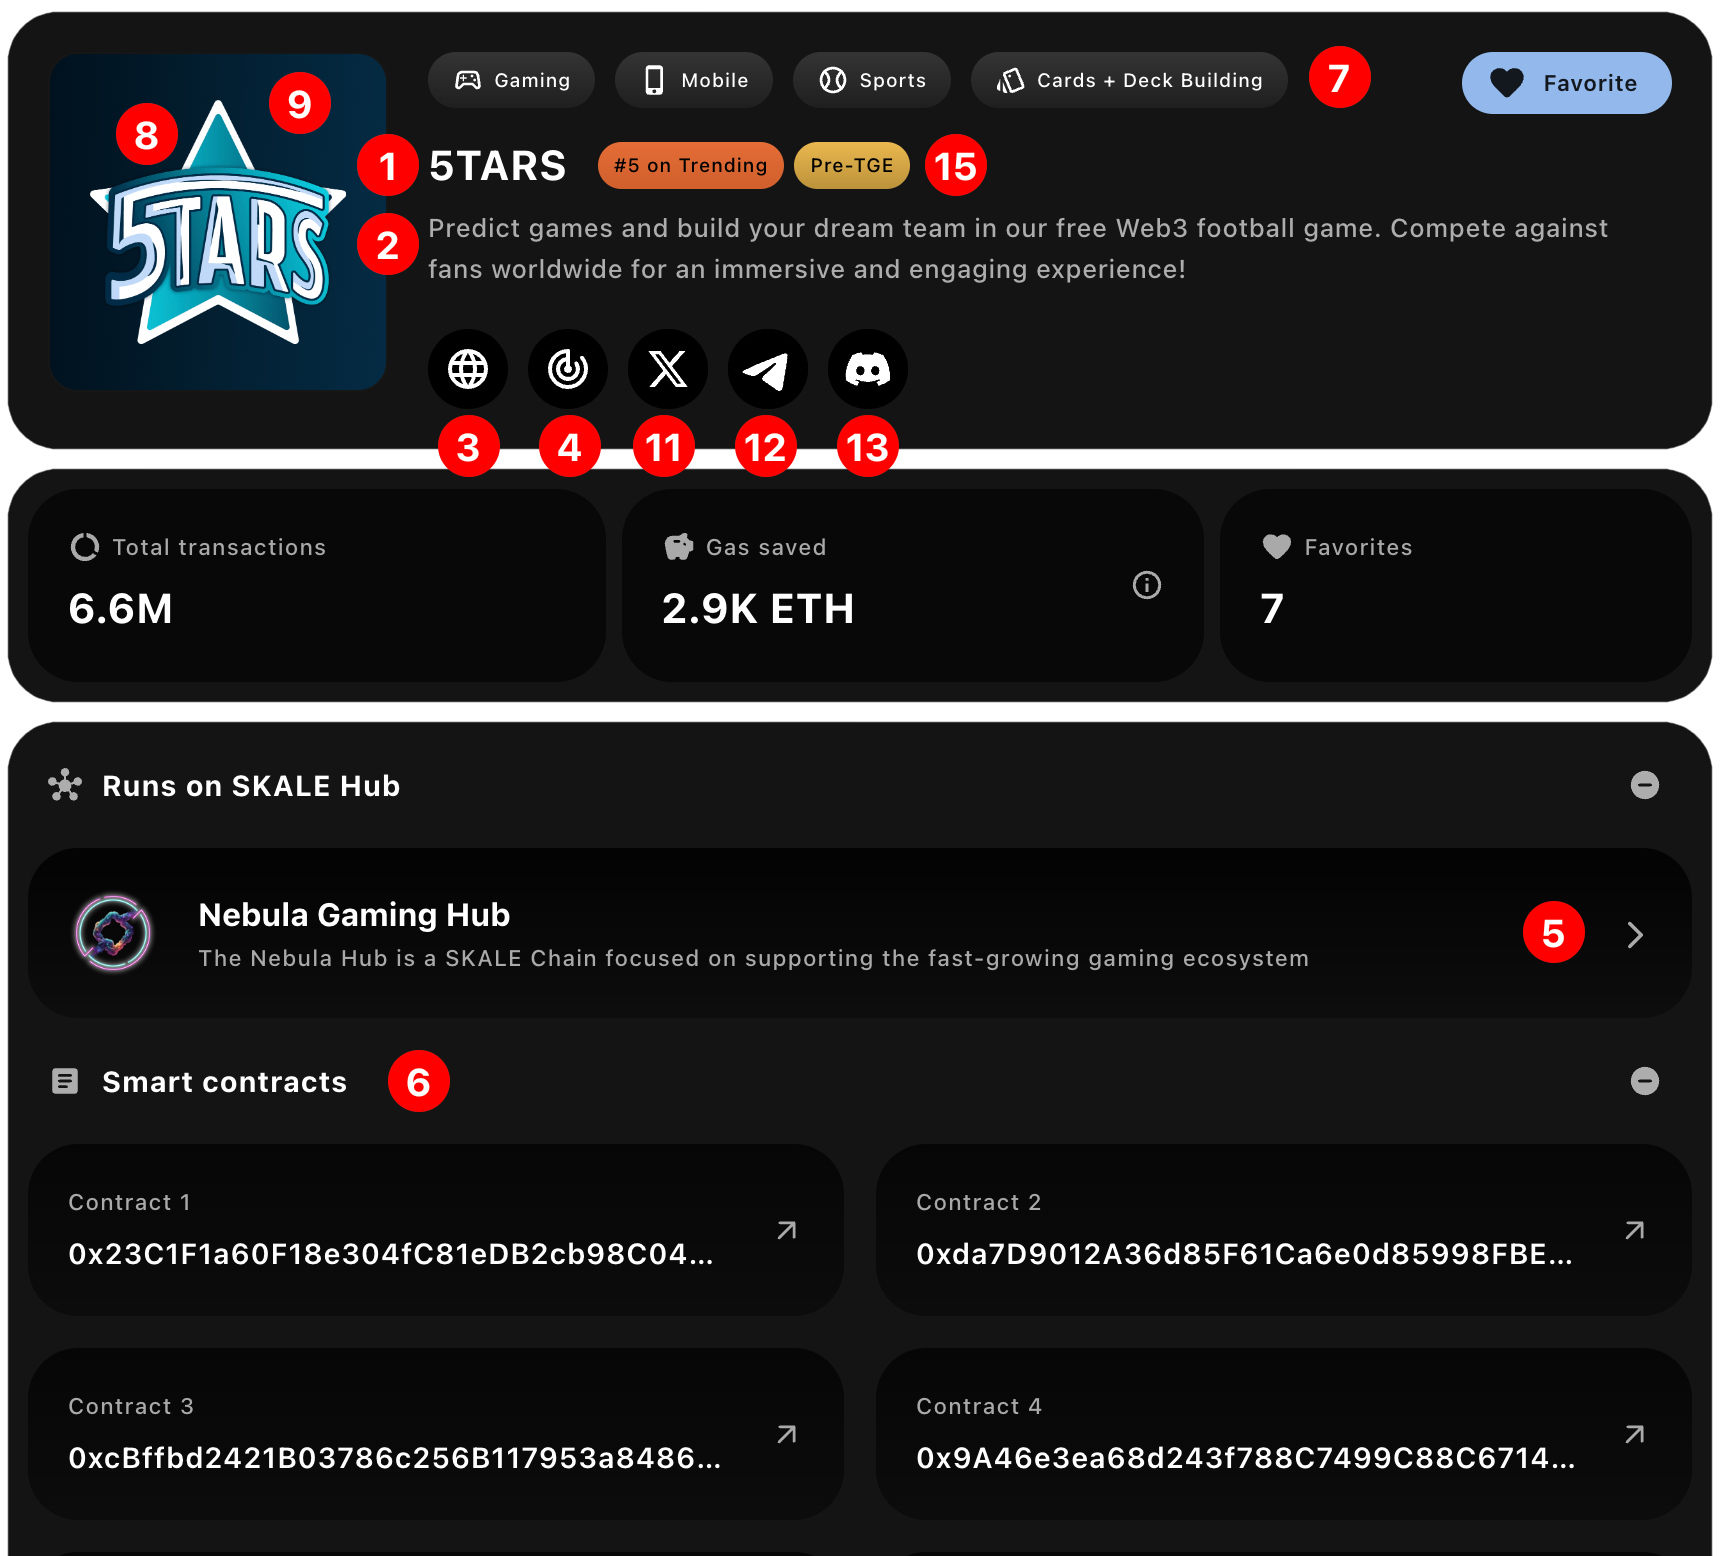 Gaming
Mobile
Sports
Cards + Deck Building
7
Favorite
8
9
5TARS
1
5TARS
#5 on Trending
Pre-TGE
15
2
Predict games and build your dream team in our free Web3 football game. Compete against
fans worldwide for an immersive and engaging experience!
3
4
11
12
13
Total transactions
6.6M
Gas saved
2.9K ETH
Favorites
7
Runs on SKALE Hub
Nebula Gaming Hub
The Nebula Hub is a SKALE Chain focused on supporting the fast-growing gaming ecosystem
5
Smart contracts
6
Contract 1
0x23C1F1a60F18e304fC81eDB2cb98C04...
Contract 2
0xda7D9012A36d85F61Ca6e0d85998FBE...
Contract 3
0xcBffbd2421B03786c256B117953a8486...
Contract 4
0x9A46e3ea68d243f788C7499C88C6714...